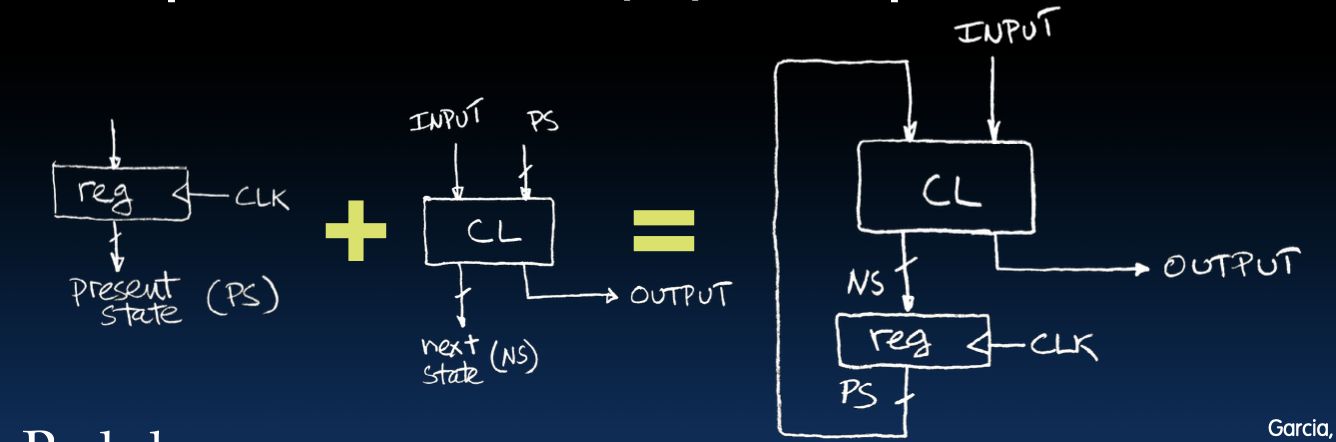 reg
CLK
present
state (PS)
+
INPUT PS
CL
OUTPUT
next
state (NS)
=
INPUT
CL
NS
OUTPUT
reg
CLK
PS
Garcia,